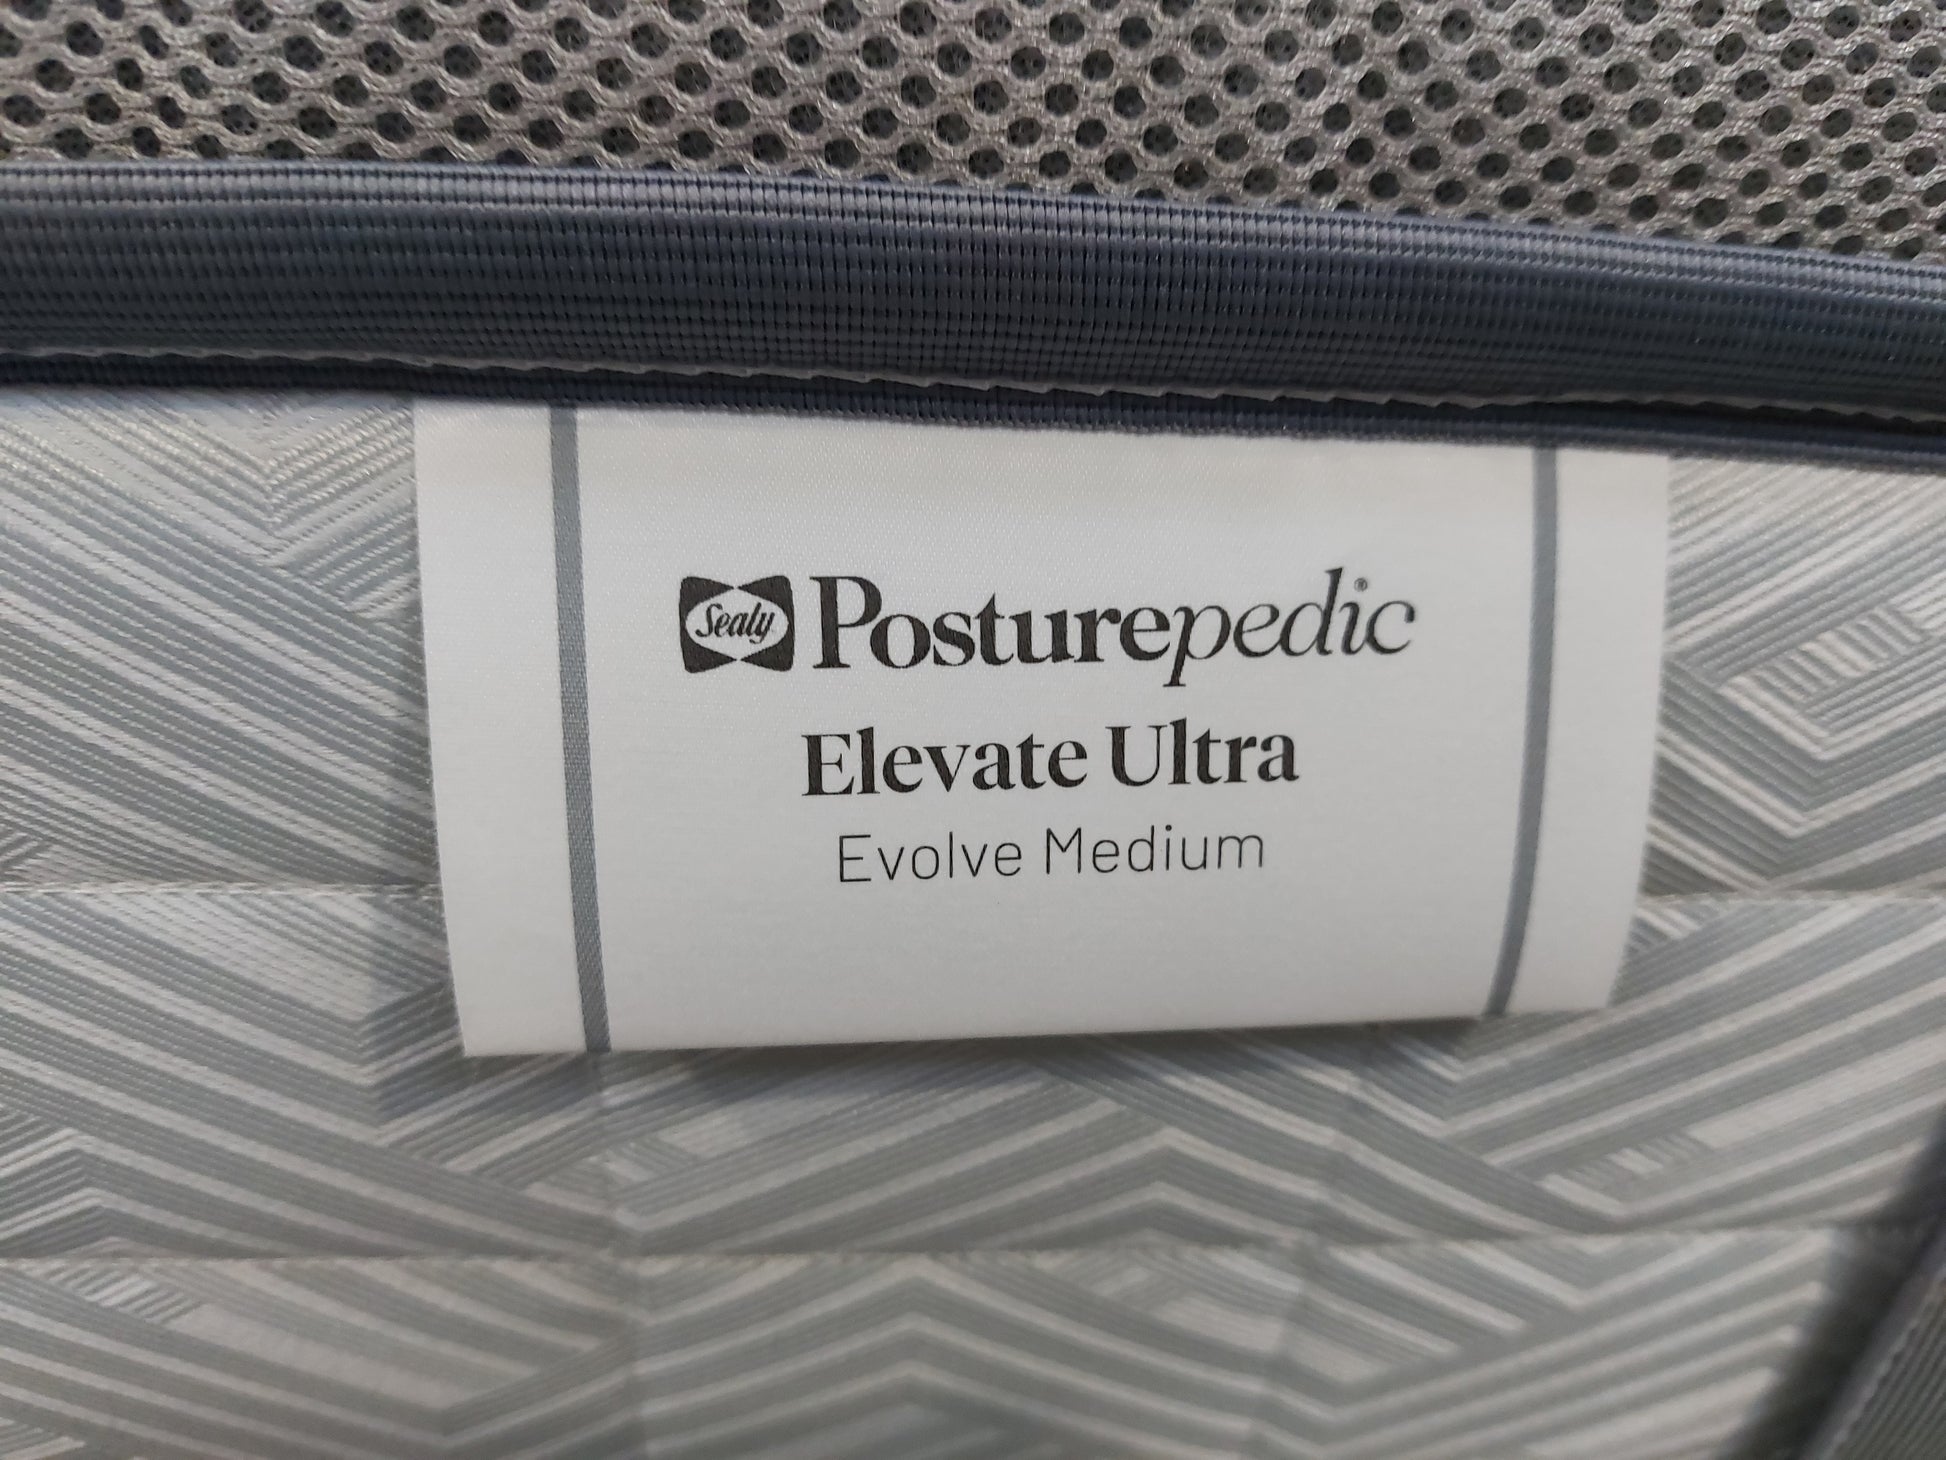 Sealy Posturepedic®
Elevate Ultra
Evolve Medium